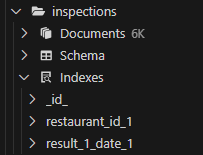 inspections
Documents 6K
Schema
Indexes
_id_
restaurant_id_1
result_1_date_1